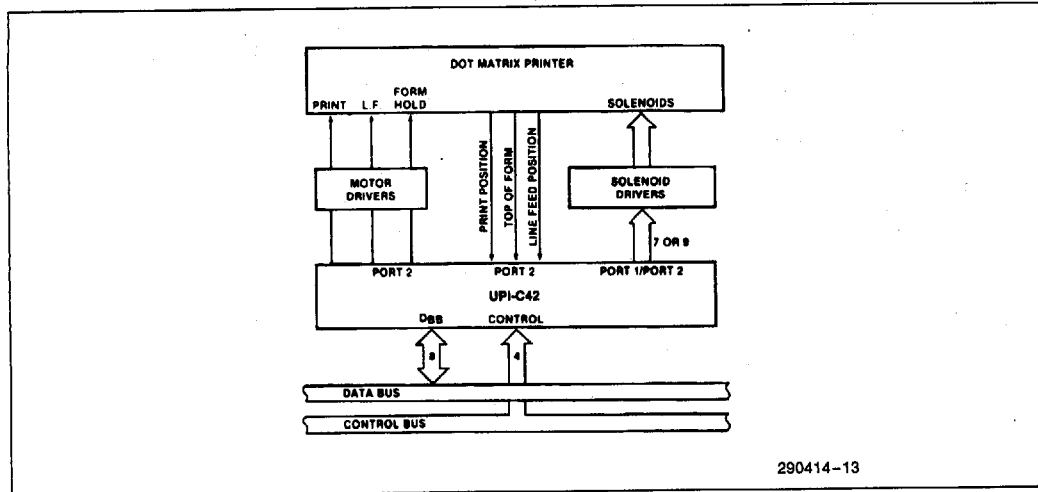 DOT MATRIX PRINTER
FORM
PRINT L.F. HOLD SOLENOIDS
MOTOR
DRIVERS
PRINT POSITION
TOP OF FORM
LINE FEED POSITION
SOLENOID
DRIVERS
7 OR 9
PORT 2 PORT 2 PORT 1/PORT 2
UPI-C42
DBB CONTROL
8 4
DATA BUS
CONTROL BUS
290414-13